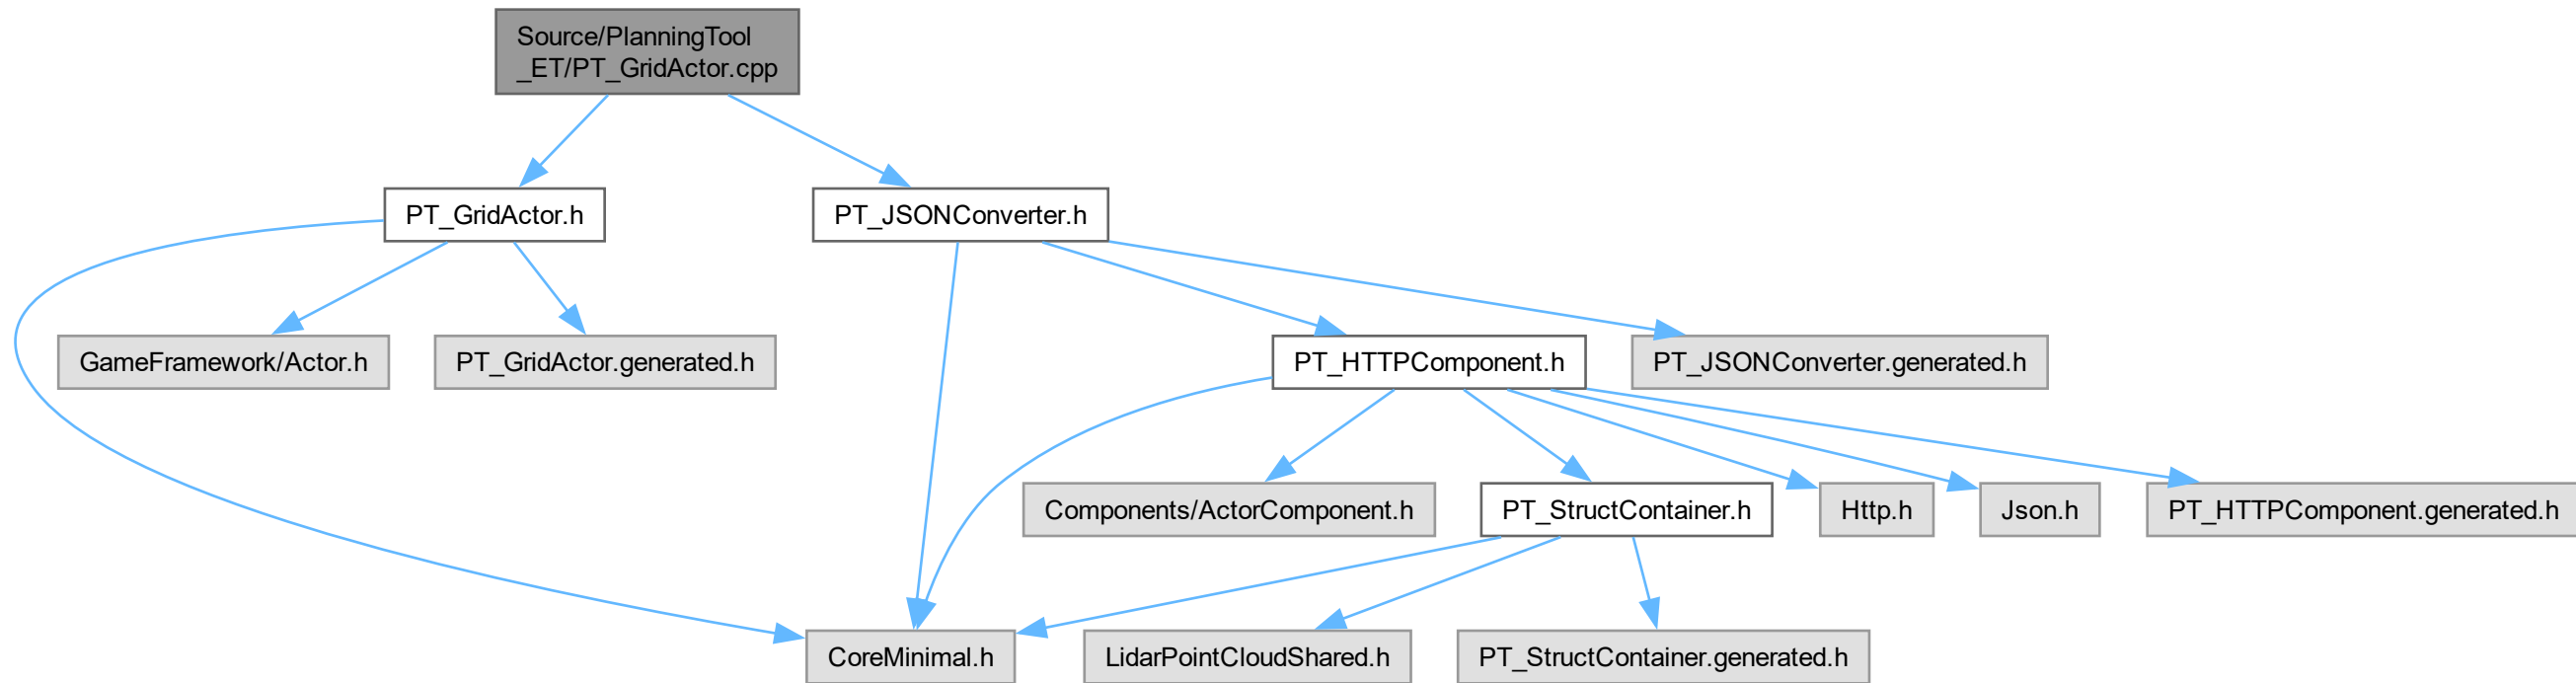 Source/PlanningTool
_ET/PT_GridActor.cpp
PT_GridActor.h
PT_JSONConverter.h
GameFramework/Actor.h
PT_GridActor.generated.h
PT_HTTPComponent.h
PT_JSONConverter.generated.h
Components/ActorComponent.h
PT_StructContainer.h
Http.h
Json.h
PT_HTTPComponent.generated.h
CoreMinimal.h
LidarPointCloudShared.h
PT_StructContainer.generated.h